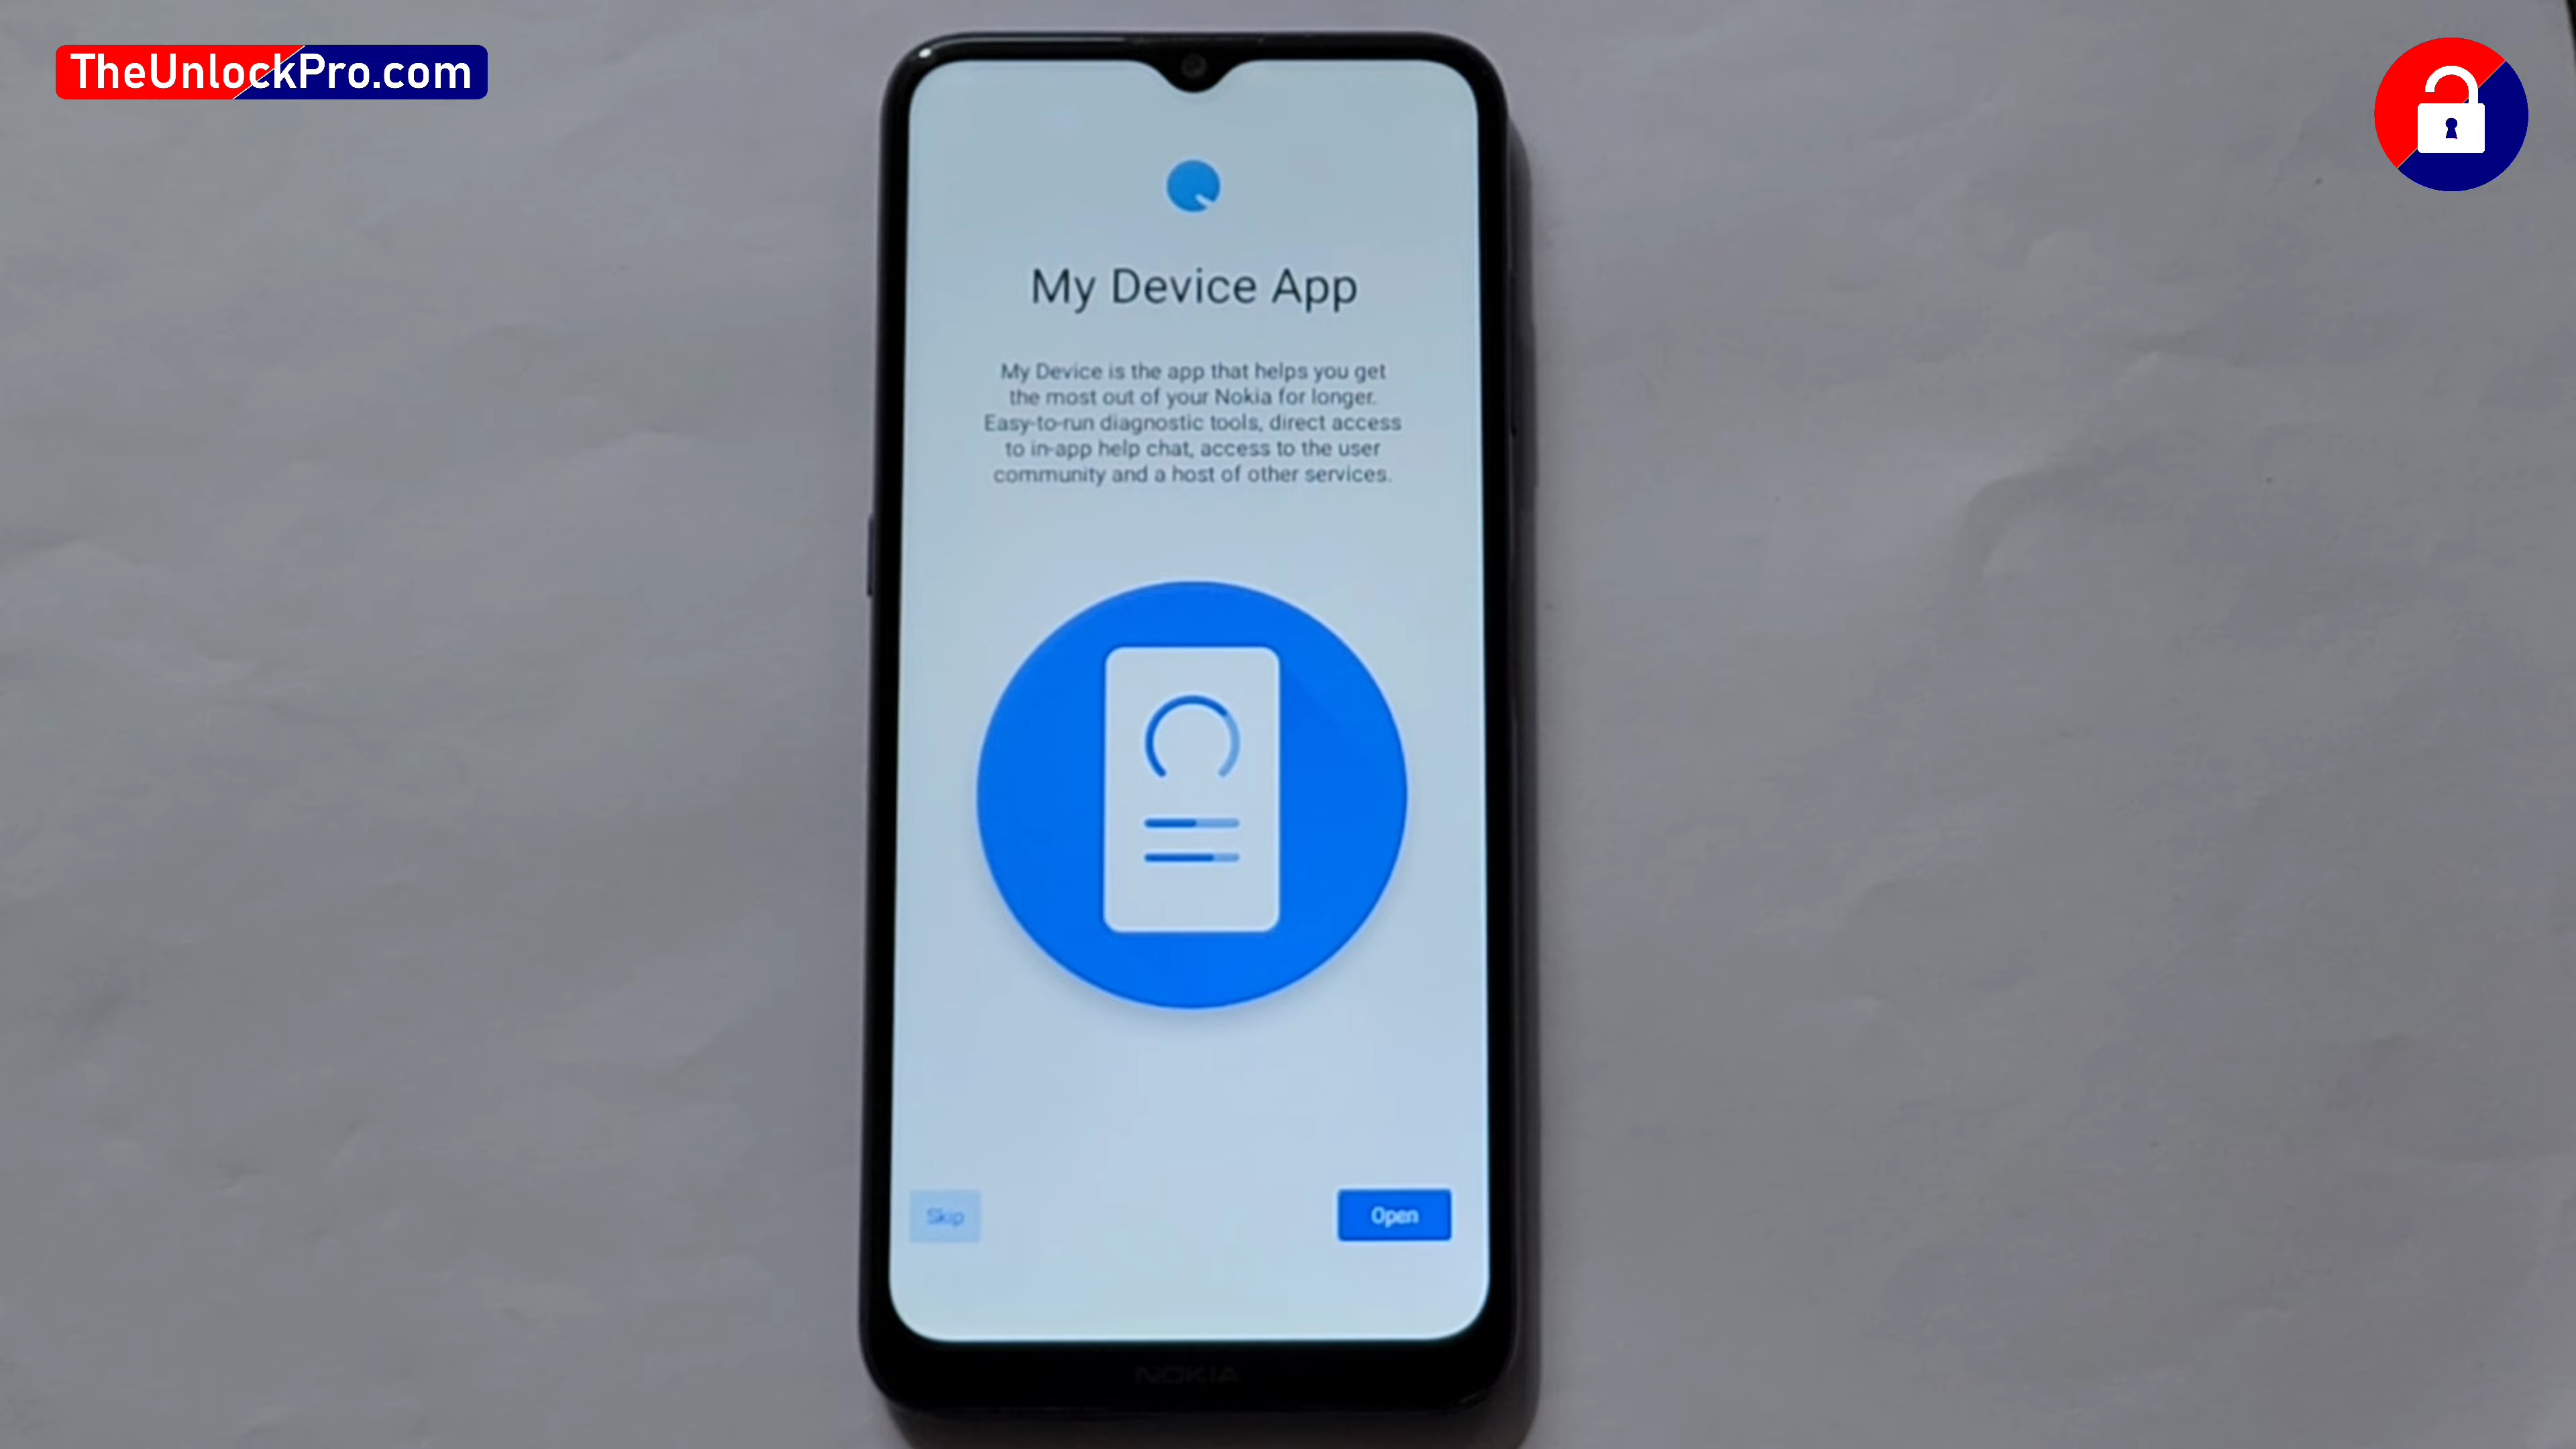 TheUnlockPro.com
My Device App
My Device is the app that helps you get
the most out of your Nokia for longer.
Easy-to-run diagnostic tools, direct access
to in-app help chat, access to the user
community and a host of other services.
Skip
Open
NOKIA